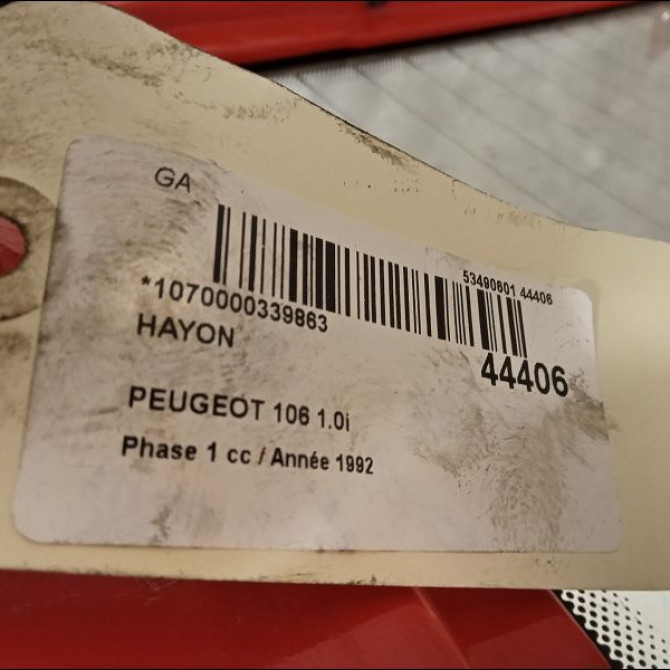 GA
53490601 44406
*1070000339863
HAYON
44406
PEUGEOT 106 1.0i
Phase 1 cc / Année 1992